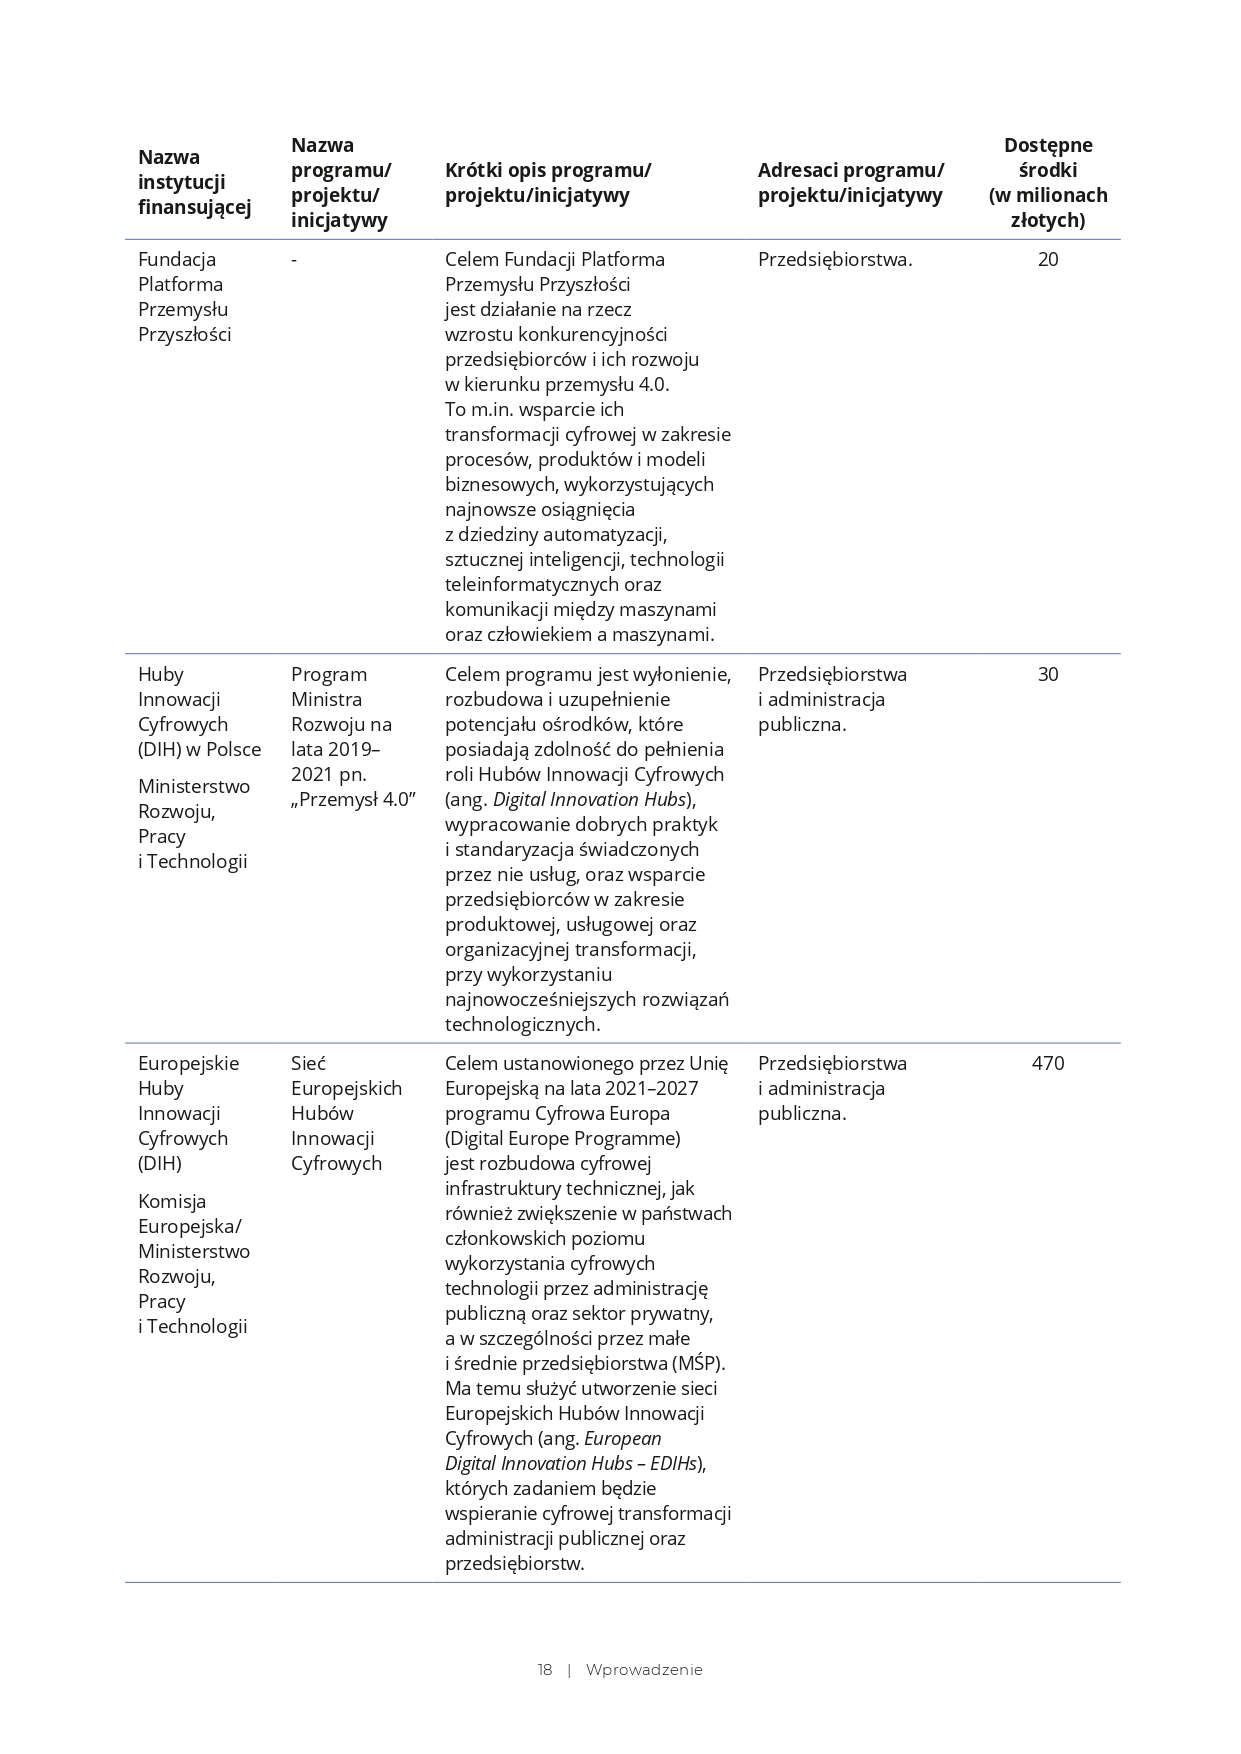 Nazwa
instytucji
finansującej
Nazwa
programu/
projektu/
inicjatywy
Krótki opis programu/
projektu/inicjatywy
Adresaci programu/
projektu/inicjatywy
Dostępne
środki
(w milionach
złotych)
Fundacja
Platforma
Przemysłu
Przyszłości
-
Celem Fundacji Platforma
Przemysłu Przyszłości
jest działanie na rzecz
wzrostu konkurencyjności
przedsiębiorców i ich rozwoju
w kierunku przemysłu 4.0.
To m.in. wsparcie ich
transformacji cyfrowej w zakresie
procesów, produktów i modeli
biznesowych, wykorzystujących
najnowsze osiągnięcia
z dziedziny automatyzacji,
sztucznej inteligencji, technologii
teleinformatycznych oraz
komunikacji między maszynami
oraz człowiekiem a maszynami.
Przedsiębiorstwa.
20
Huby
Innowacji
Cyfrowych
(DIH) w Polsce
Ministerstwo
Rozwoju,
Pracy
i Technologii
Program
Ministra
Rozwoju na
lata 2019–
2021 pn.
„Przemysł 4.0”
Celem programu jest wyłonienie,
rozbudowa i uzupełnienie
potencjału ośrodków, które
posiadają zdolność do pełnienia
roli Hubów Innowacji Cyfrowych
(ang. Digital Innovation Hubs),
wypracowanie dobrych praktyk
i standaryzacja świadczonych
przez nie usług, oraz wsparcie
przedsiębiorców w zakresie
produktowej, usługowej oraz
organizacyjnej transformacji,
przy wykorzystaniu
najnowocześniejszych rozwiązań
technologicznych.
Przedsiębiorstwa
i administracja
publiczna.
30
Europejskie
Huby
Innowacji
Cyfrowych
(DIH)
Komisja
Europejska/
Ministerstwo
Rozwoju,
Pracy
i Technologii
Sieć
Europejskich
Hubów
Innowacji
Cyfrowych
Celem ustanowionego przez Unię
Europejską na lata 2021–2027
programu Cyfrowa Europa
(Digital Europe Programme)
jest rozbudowa cyfrowej
infrastruktury technicznej, jak
również zwiększenie w państwach
członkowskich poziomu
wykorzystania cyfrowych
technologii przez administrację
publiczną oraz sektor prywatny,
a w szczególności przez małe
i średnie przedsiębiorstwa (MŚP).
Ma temu służyć utworzenie sieci
Europejskich Hubów Innowacji
Cyfrowych (ang. European
Digital Innovation Hubs – EDIHs),
których zadaniem będzie
wspieranie cyfrowej transformacji
administracji publicznej oraz
przedsiębiorstw.
Przedsiębiorstwa
i administracja
publiczna.
470
18 | Wprowadzenie